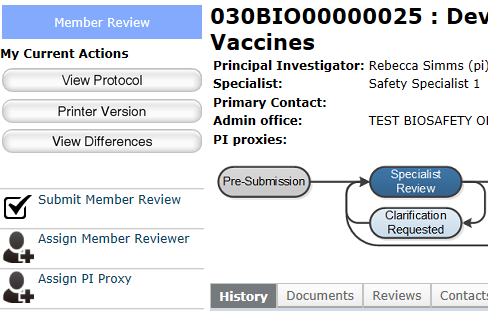 Member Review
My Current Actions
View Protocol
Printer Version
View Differences
Submit Member Review
Assign Member Reviewer
Assign PI Proxy
030BIO00000025 : Dev
Vaccines
Principal Investigator: Rebecca Simms (pi)
Specialist: Safety Specialist 1
Primary Contact:
Admin office: TEST BIOSAFETY O
PI proxies:
Pre-Submission
Specialist
Review
Clarification
Requested
History Documents Reviews Contacts